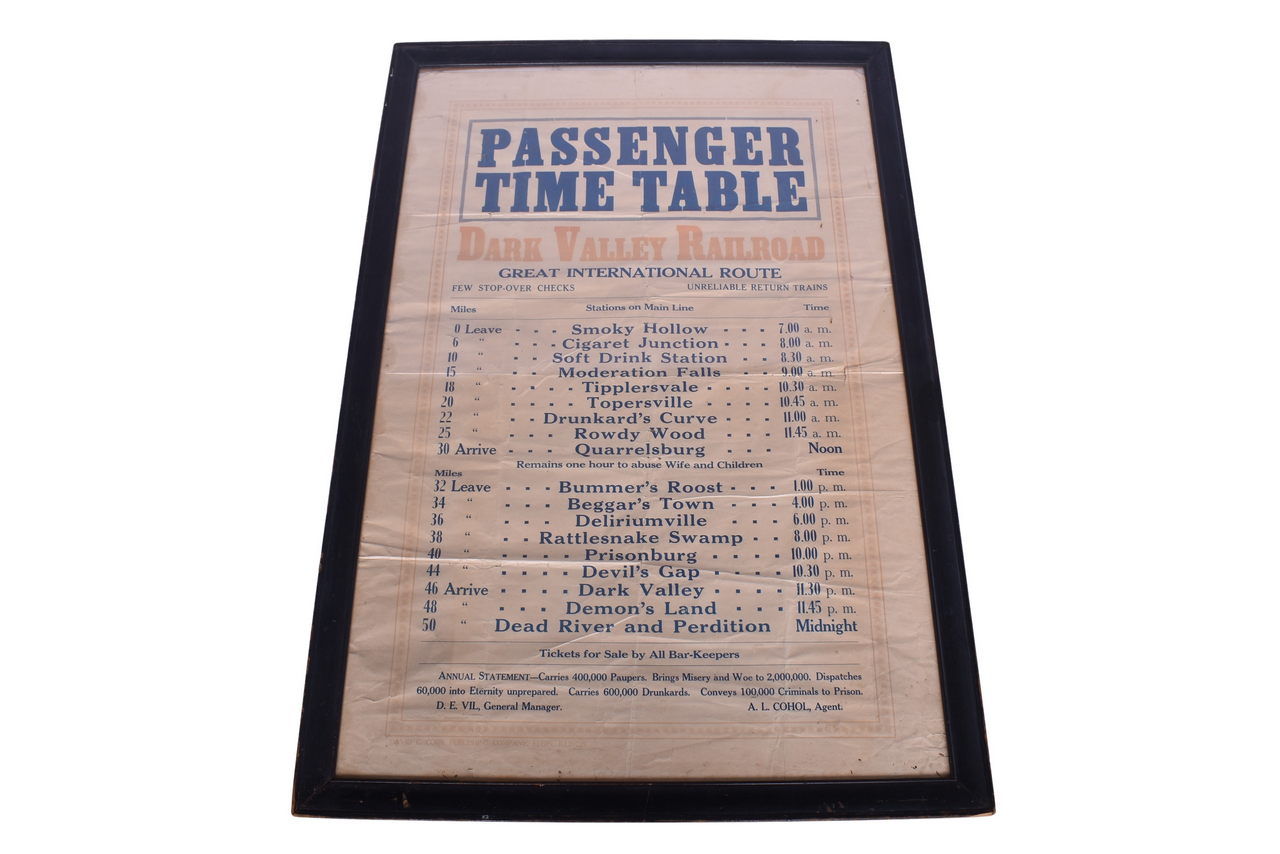 PASSENGER
TIME TABLE
DARK VALLEY RAILROAD
GREAT INTERNATIONAL ROUTE
FEW STOP-OVER CHECKS UNRELIABLE RETURN TRAINS
Miles Stations on Main Line Time
0 Leave - - - Smoky Hollow - - - 7.00 a. m.
6 “ - - - Cigaret Junction - - - 8.00 a. m.
10 “ - - Soft Drink Station - - 8.30 a. m.
15 “ - - Moderation Falls - - 9.00 a. m.
18 “ - - - - Tipplersvale - - - - 10.30 a. m.
20 “ - - - - Topersville - - - - 10.45 a. m.
22 “ - - Drunkard's Curve - - - 11.00 a. m.
25 “ - - - Rowdy Wood - - - 11.45 a. m.
30 Arrive - - - Quarrelsburg - - - Noon
Remains one hour to abuse Wife and Children
Miles Time
32 Leave - - - Bummer's Roost - - - 1.00 p. m.
34 “ - - - Beggar's Town - - - 4.00 p. m.
36 “ - - - Deliriumville - - - 6.00 p. m.
38 “ - - Rattlesnake Swamp - - 8.00 p. m.
40 “ - - - - Prisonburg - - - - 10.00 p. m.
44 “ - - - - Devil's Gap - - - - 10.30 p. m.
46 Arrive - - - - Dark Valley - - - - 11.30 p. m.
48 “ - - - Demon's Land - - - 11.45 p. m.
50 “ Dead River and Perdition Midnight
Tickets for Sale by All Bar-Keepers
ANNUAL STATEMENT—Carries 400,000 Paupers. Brings Misery and Woe to 2,000,000. Dispatches
60,000 into Eternity unprepared. Carries 600,000 Drunkards. Conveys 100,000 Criminals to Prison.
D. E. VIL, General Manager. A. L. COHOL, Agent.